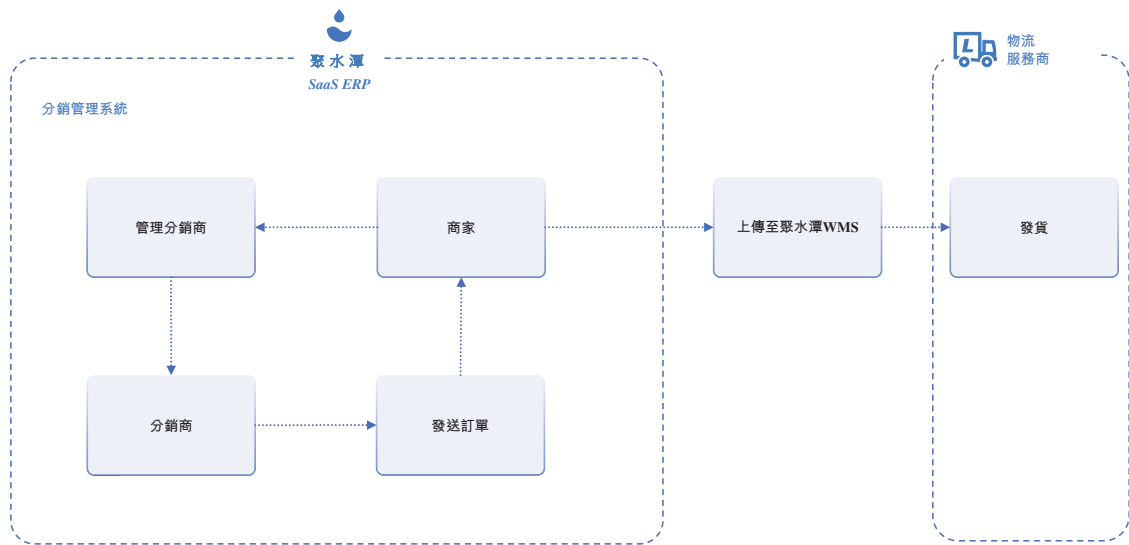 聚水潭
SaaS ERP
物流
服務商
分銷管理系統
管理分銷商
商家
上傳至聚水潭WMS
發貨
分銷商
發送訂單